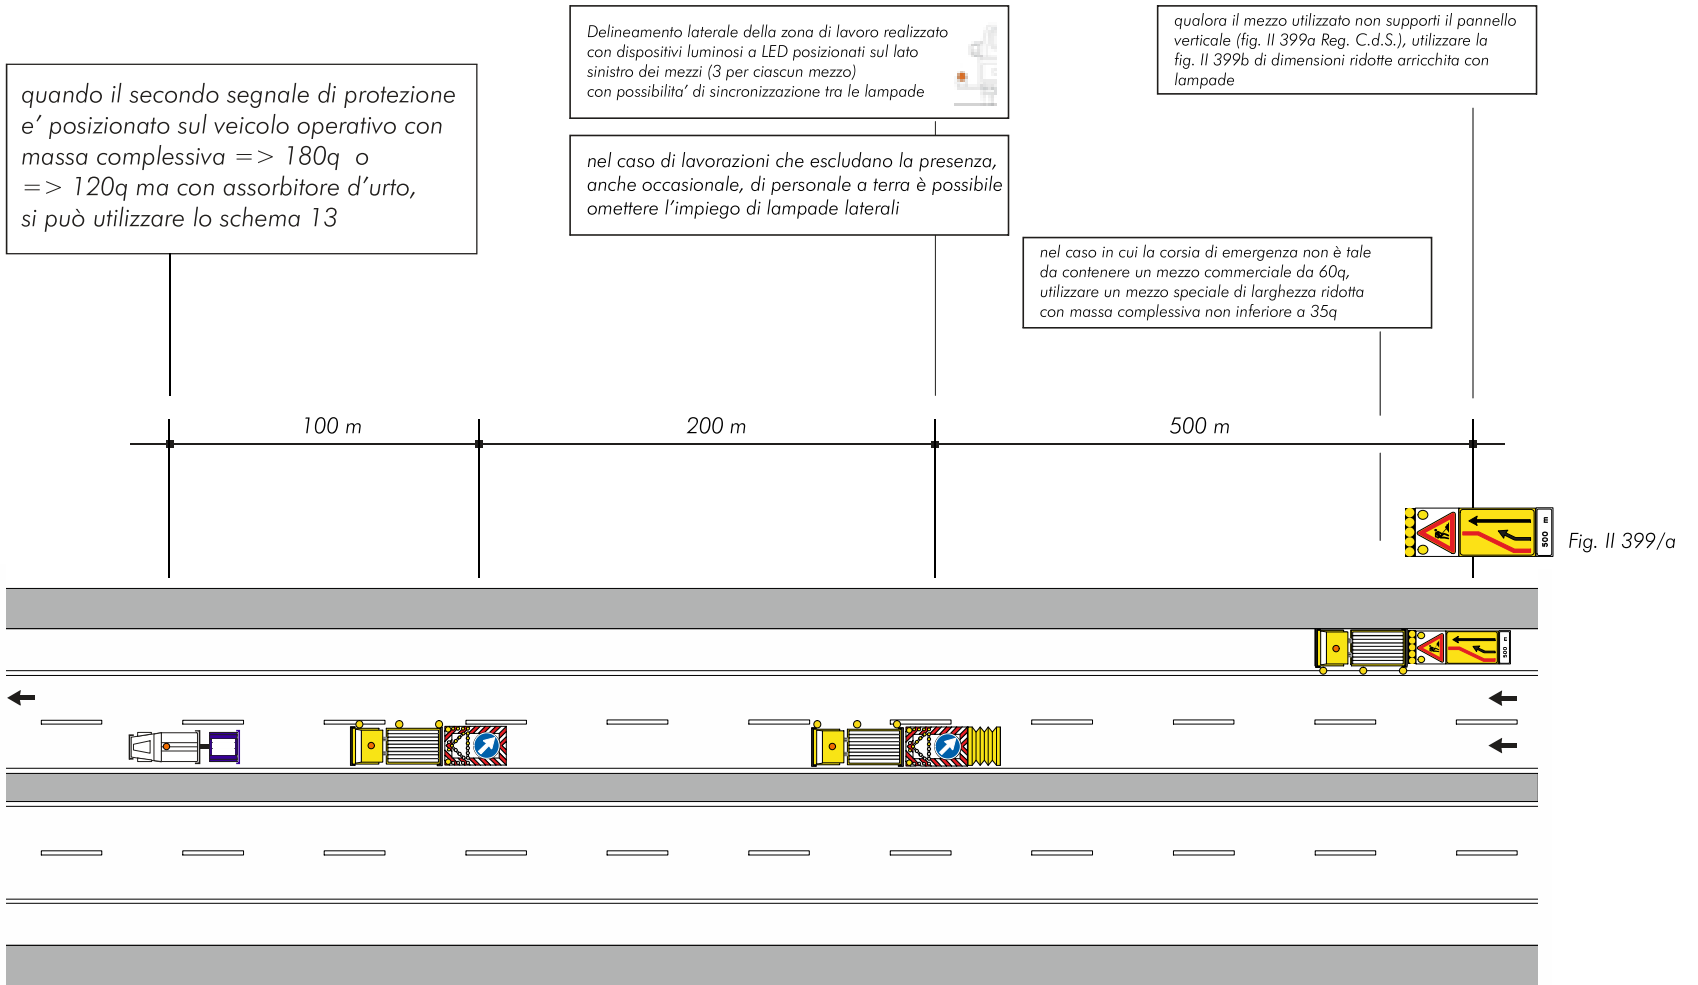 quando il secondo segnale di protezione
e' posizionato sul veicolo operativo con
massa complessiva => 180q o
=> 120q ma con assorbitore d'urto,
si può utilizzare lo schema 13
Delineamento laterale della zona di lavoro realizzato
con dispositivi luminosi a LED posizionati sul lato
sinistro dei mezzi (3 per ciascun mezzo)
con possibilita' di sincronizzazione tra le lampade
nel caso di lavorazioni che escludano la presenza,
anche occasionale, di personale a terra è possibile
omettere l'impiego di lampade laterali
qualora il mezzo utilizzato non supporti il pannello
verticale (fig. II 399a Reg. C.d.S.), utilizzare la
fig. II 399b di dimensioni ridotte arricchita con
lampade
nel caso in cui la corsia di emergenza non è tale
da contenere un mezzo commerciale da 60q,
utilizzare un mezzo speciale di larghezza ridotta
con massa complessiva non inferiore a 35q
100 m
200 m
500 m
500 m
Fig. II 399/a
500 m